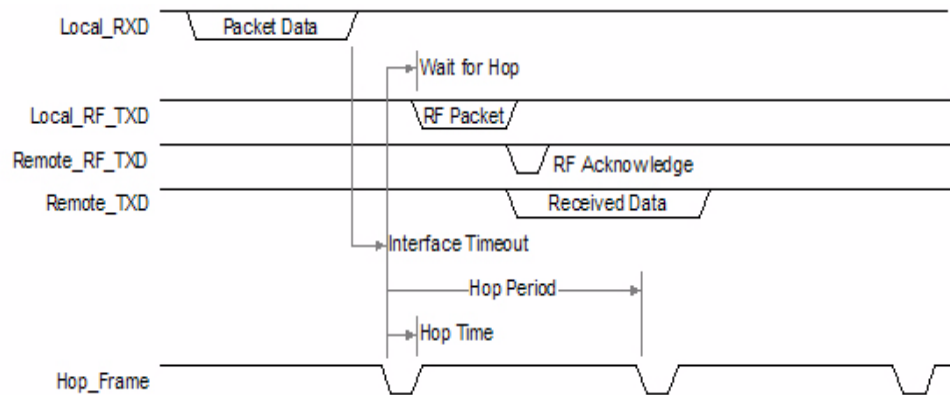 Local_RXD
Packet Data
Wait for Hop
Local_RF_TXD
RF Packet
Remote_RF_TXD
RF Acknowledge
Remote_TXD
Received Data
Interface Timeout
Hop Period
Hop Time
Hop_Frame